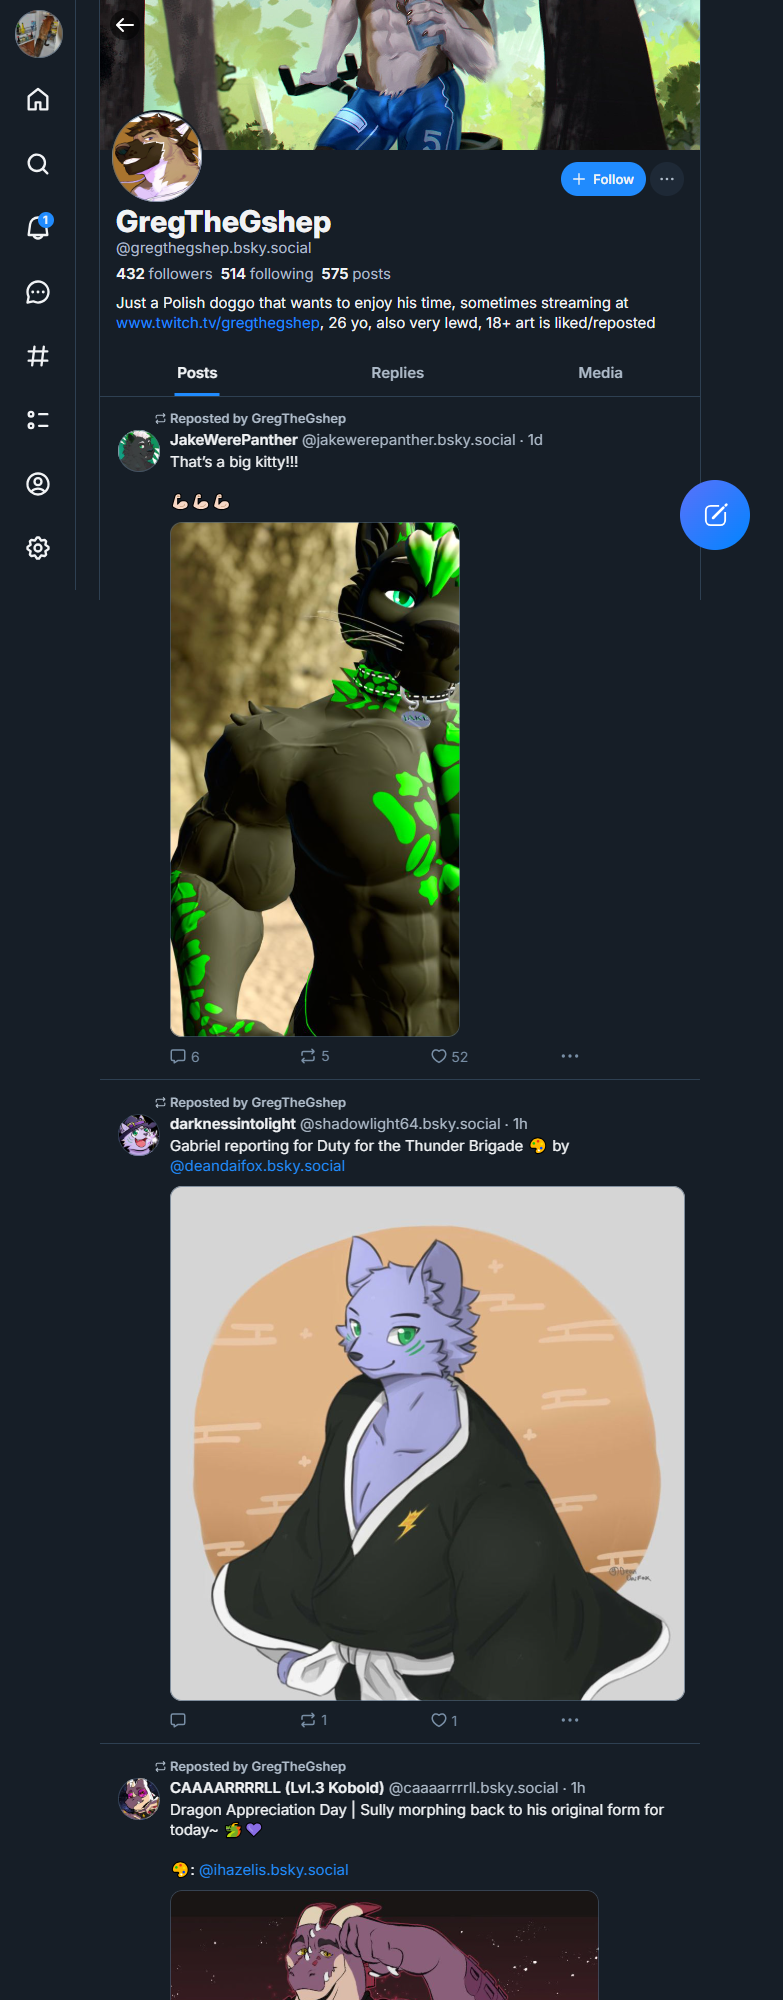 5
1
+ Follow
GregTheGshep
@gregthegshep.bsky.social
432 followers 514 following 575 posts
Just a Polish doggo that wants to enjoy his time, sometimes streaming at
www.twitch.tv/gregthegshep, 26 yo, also very lewd, 18+ art is liked/reposted
Posts Replies Media
Reposted by GregTheGshep
JakeWerePanther @jakewerepanther.bsky.social · 1d
That's a big kitty!!!
💪🏻💪🏻💪🏻
6 5 52
Reposted by GregTheGshep
darknessintolight @shadowlight64.bsky.social · 1h
Gabriel reporting for Duty for the Thunder Brigade 🎨 by
@deandaifox.bsky.social
1 1
Reposted by GregTheGshep
CAAAARRRRLL (Lvl.3 Kobold) @caaaarrrrll.bsky.social · 1h
Dragon Appreciation Day | Sully morphing back to his original form for
today~ 🐲 💜
🎨: @ihazelis.bsky.social